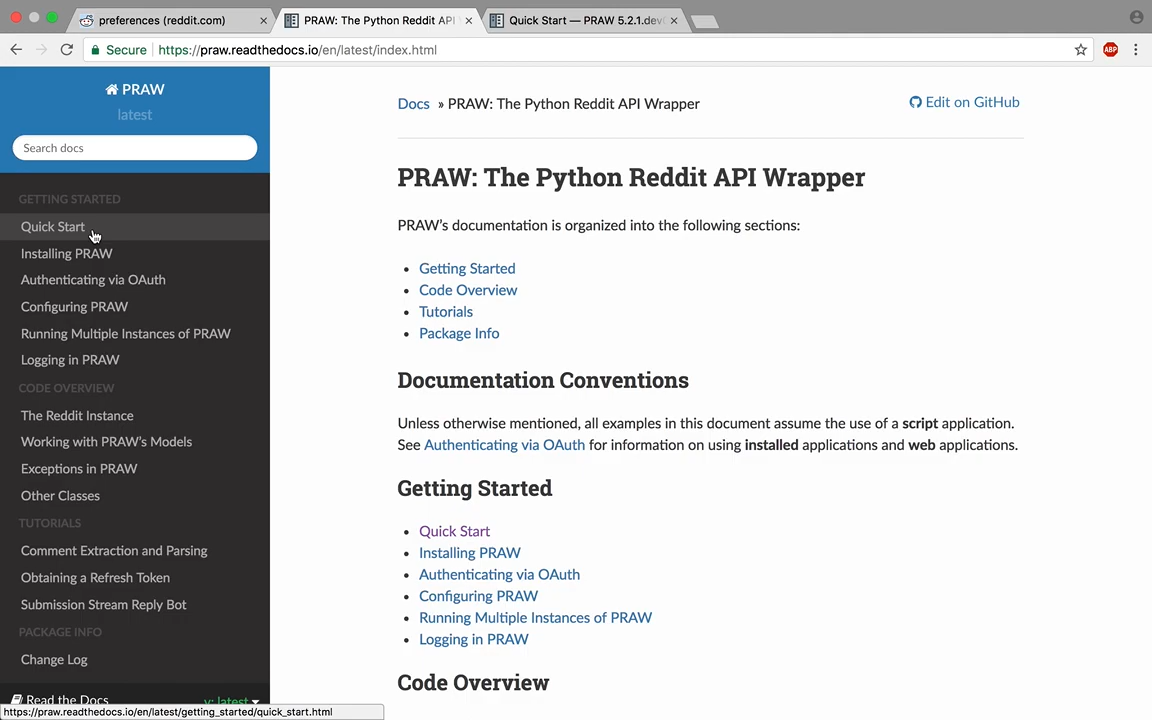 preferences (reddit.com)
PRAW: The Python Reddit API
Quick Start — PRAW 5.2.1.dev
Secure https://praw.readthedocs.io/en/latest/index.html
ABP
PRAW
latest
Search docs
GETTING STARTED
Quick Start
Installing PRAW
Authenticating via OAuth
Configuring PRAW
Running Multiple Instances of PRAW
Logging in PRAW
CODE OVERVIEW
The Reddit Instance
Working with PRAW's Models
Exceptions in PRAW
Other Classes
TUTORIALS
Comment Extraction and Parsing
Obtaining a Refresh Token
Submission Stream Reply Bot
PACKAGE INFO
Change Log
Read the Docs v: latest
https://praw.readthedocs.io/en/latest/getting_started/quick_start.html
Docs » PRAW: The Python Reddit API Wrapper
Edit on GitHub
PRAW: The Python Reddit API Wrapper
PRAW's documentation is organized into the following sections:
• Getting Started
• Code Overview
• Tutorials
• Package Info
Documentation Conventions
Unless otherwise mentioned, all examples in this document assume the use of a script application.
See Authenticating via OAuth for information on using installed applications and web applications.
Getting Started
• Quick Start
• Installing PRAW
• Authenticating via OAuth
• Configuring PRAW
• Running Multiple Instances of PRAW
• Logging in PRAW
Code Overview